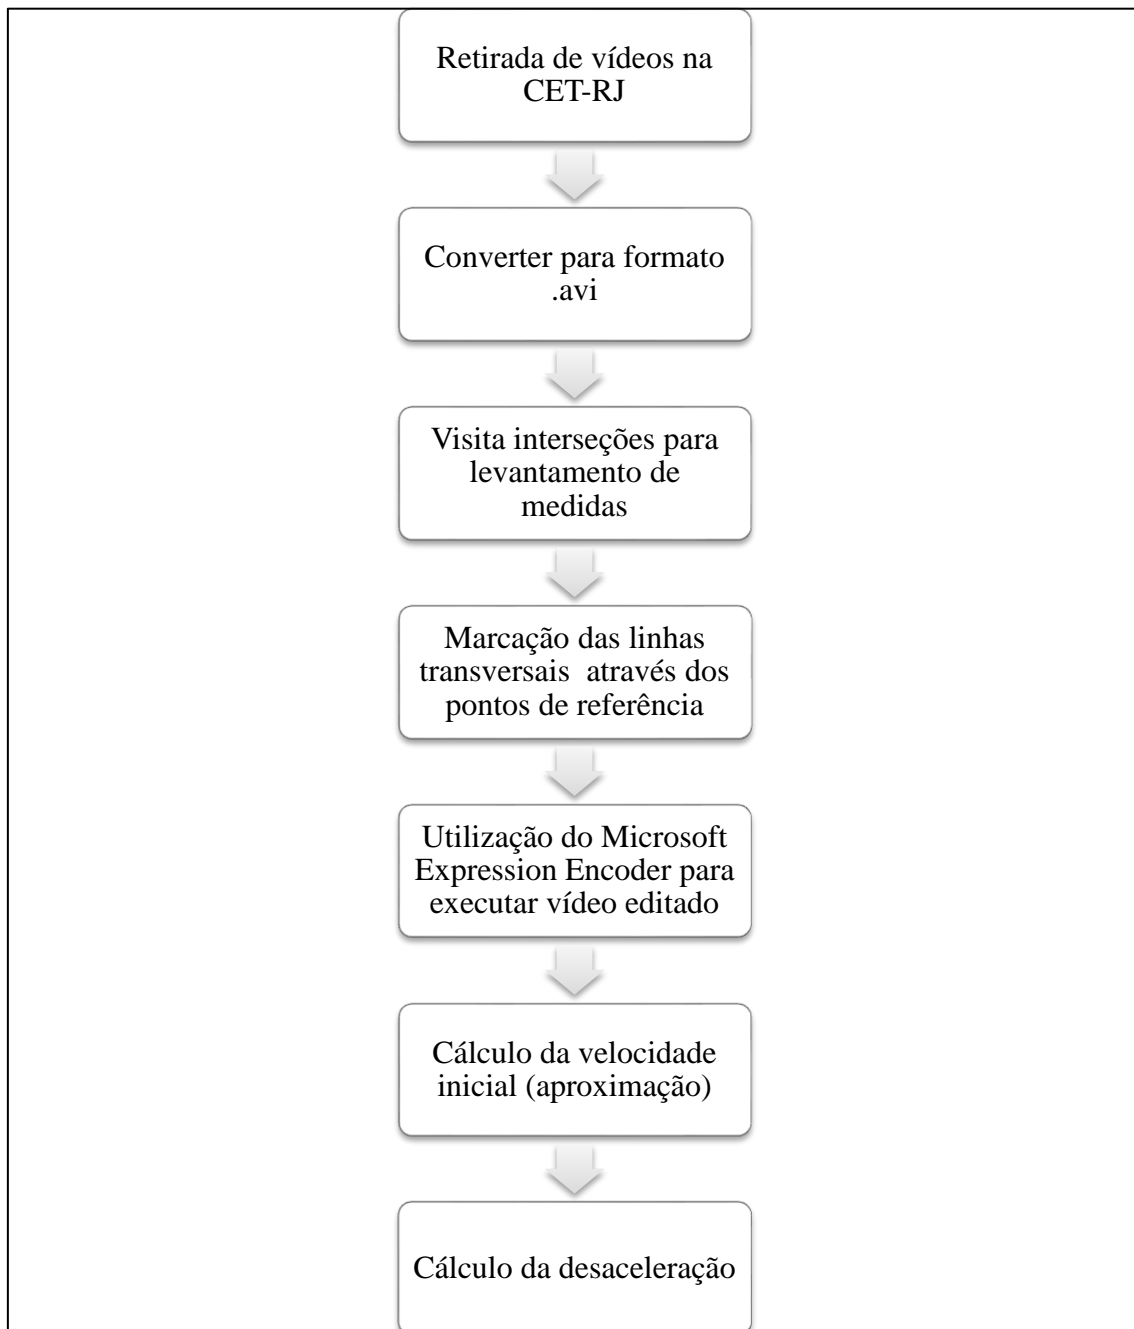 Retirada de vídeos na
CET-RJ
Converter para formato
.avi
Visita interseções para
levantamento de
medidas
Marcação das linhas
transversais  através dos
pontos de referência
Utilização do Microsoft
Expression Encoder para
executar vídeo editado
Cálculo da velocidade
inicial (aproximação)
Cálculo da desaceleração